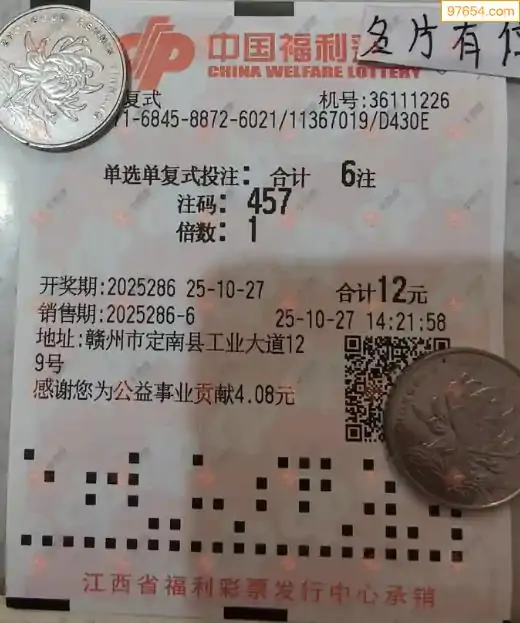 97654.com
中国福利彩
CHINA WELFARE LOTTERY
名片有
复式 机号:36111226
71-6845-8872-6021/11367019/D430E
单选单复式投注: 合计 6注
注码: 457
倍数: 1
开奖期:2025286 25-10-27 合计12元
销售期:2025286-6 25-10-27 14:21:58
地址:赣州市定南县工业大道12
9号
感谢您为公益事业贡献4.08元
江西省福利彩票发行中心承销